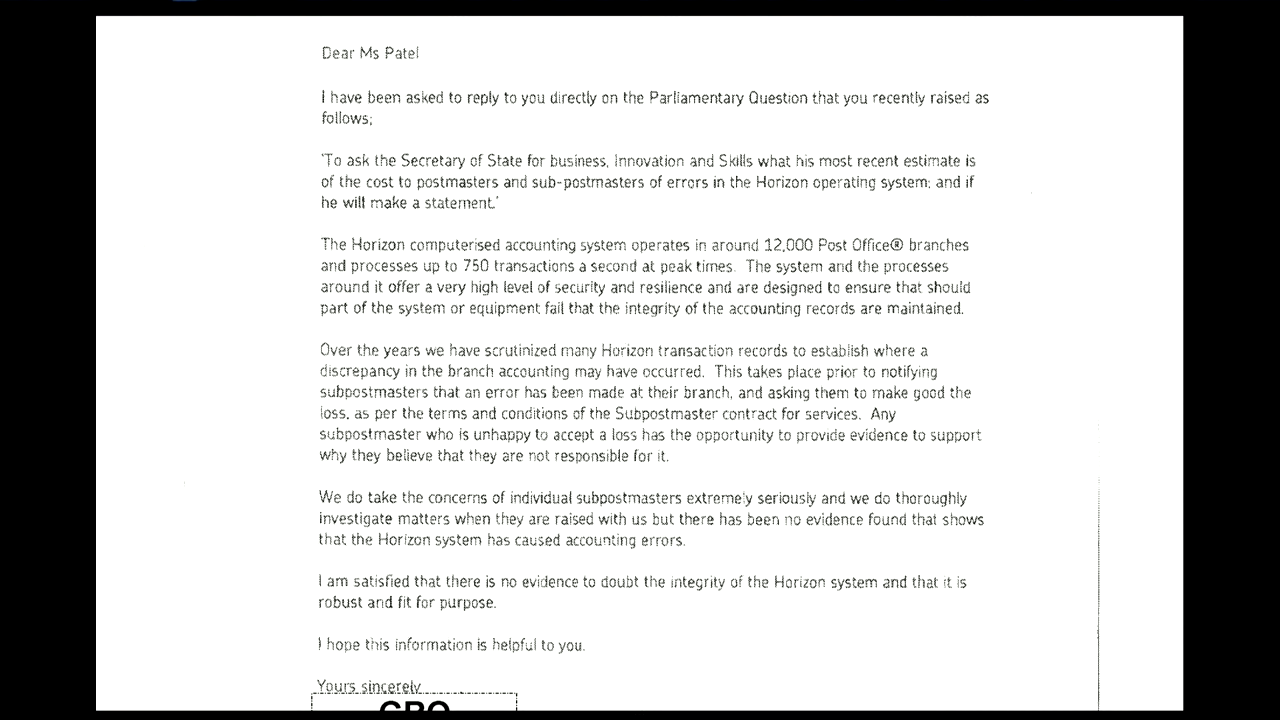 Dear Ms Patel
I have been asked to reply to you directly on the Parliamentary Question that you recently raised as
follows;
'To ask the Secretary of State for business, Innovation and Skills what his most recent estimate is
of the cost to postmasters and sub-postmasters of errors in the Horizon operating system; and if
he will make a statement.'
The Horizon computerised accounting system operates in around 12,000 Post Office® branches
and processes up to 750 transactions a second at peak times. The system and the processes
around it offer a very high level of security and resilience and are designed to ensure that should
part of the system or equipment fail that the integrity of the accounting records are maintained.
Over the years we have scrutinized many Horizon transaction records to establish where a
discrepancy in the branch accounting may have occurred. This takes place prior to notifying
subpostmasters that an error has been made at their branch, and asking them to make good the
loss, as per the terms and conditions of the Subpostmaster contract for services. Any
subpostmaster who is unhappy to accept a loss has the opportunity to provide evidence to support
why they believe that they are not responsible for it.
We do take the concerns of individual subpostmasters extremely seriously and we do thoroughly
investigate matters when they are raised with us but there has been no evidence found that shows
that the Horizon system has caused accounting errors.
I am satisfied that there is no evidence to doubt the integrity of the Horizon system and that it is
robust and fit for purpose.
I hope this information is helpful to you.
Yours sincerely